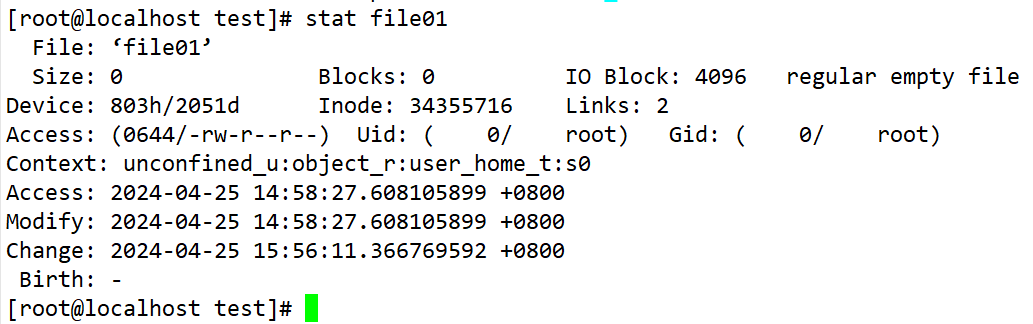 [root@localhost test]# stat file01
  File: ‘file01’
  Size: 0               Blocks: 0          IO Block: 4096   regular empty file
Device: 803h/2051d      Inode: 34355716    Links: 2
Access: (0644/-rw-r--r--)  Uid: (    0/    root)   Gid: (    0/    root)
Context: unconfined_u:object_r:user_home_t:s0
Access: 2024-04-25 14:58:27.608105899 +0800
Modify: 2024-04-25 14:58:27.608105899 +0800
Change: 2024-04-25 15:56:11.366769592 +0800
 Birth: -
[root@localhost test]#